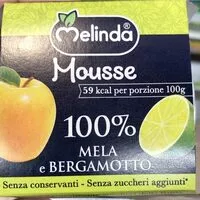 Melinda
Mousse
59 kcal per porzione 100g
100%
MELA
e BERGAMOTTO
Senza conservanti - Senza zuccheri aggiunti*